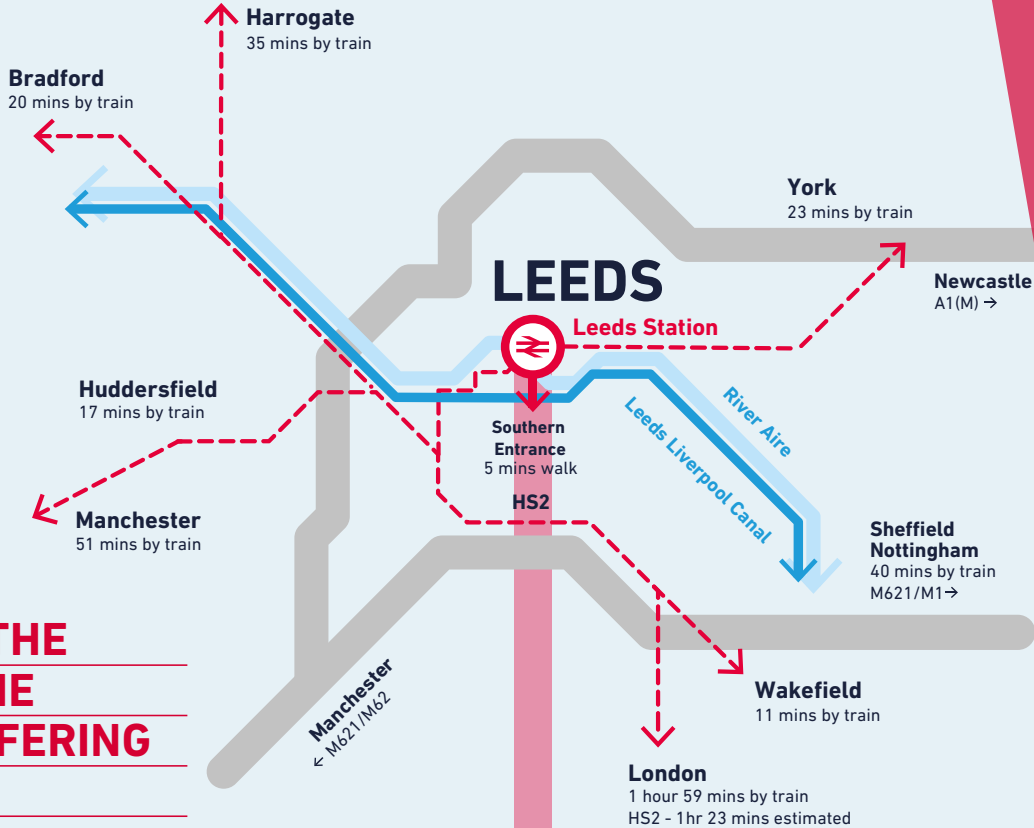 Harrogate
35 mins by train
Bradford
20 mins by train
York
23 mins by train
LEEDS
Newcastle
A1(M) →
Leeds Station
Huddersfield
17 mins by train
River Aire
Leeds Liverpool Canal
Southern
Entrance
5 mins walk
HS2
Manchester
51 mins by train
Sheffield
Nottingham
40 mins by train
M621/M1→
THE
FERING
Manchester
← M621/M62
Wakefield
11 mins by train
London
1 hour 59 mins by train
HS2 - 1hr 23 mins estimated